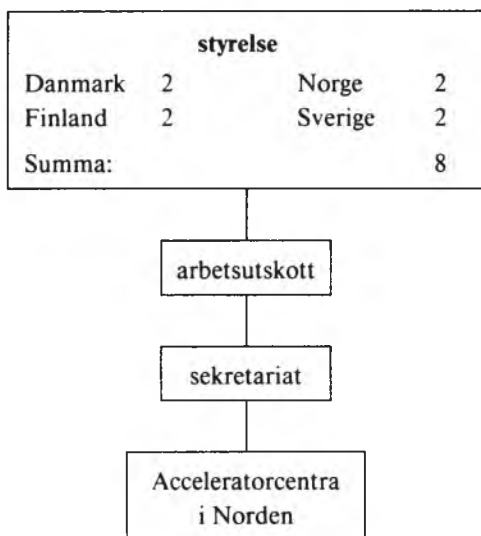 styrelse
Danmark 2 Norge 2
Finland 2 Sverige 2
Summa: 8
arbetsutskott
sekretariat
Acceleratorcentra
i Norden